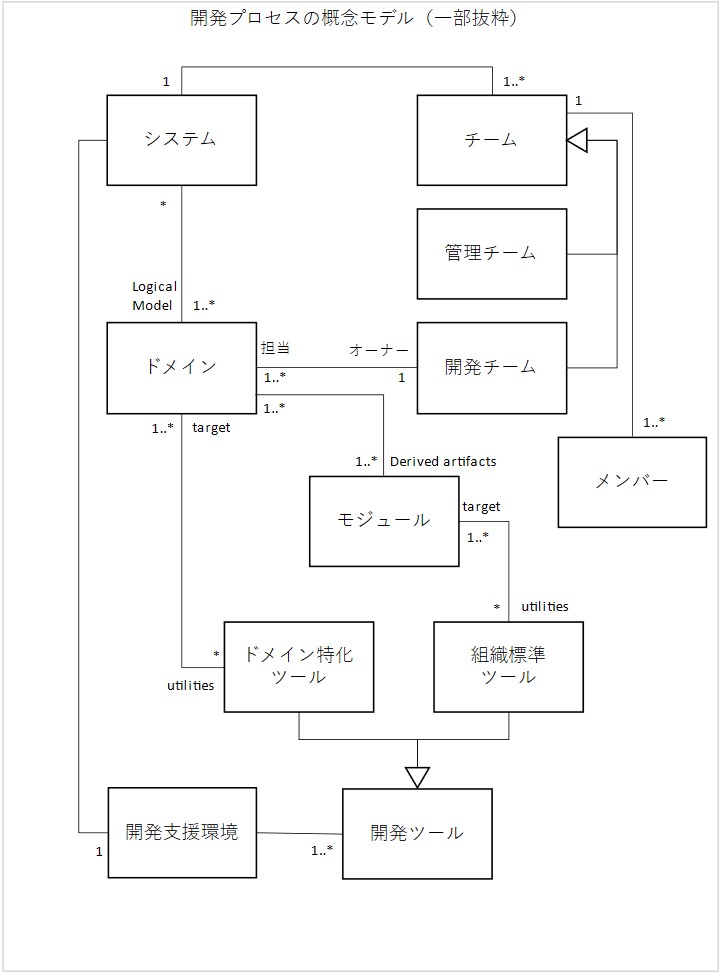 開発プロセスの概念モデル（一部抜粋）
1
1..*
システム
チーム
1
*
管理チーム
Logical
Model
1..*
ドメイン
担当
オーナー
1..*
1
開発チーム
1..*
1..*
target
1..*
メンバー
1..*
Derived artifacts
モジュール
target
1..*
*
utilities
*
utilities
ドメイン特化
ツール
組織標準
ツール
開発支援環境
1
1..*
開発ツール